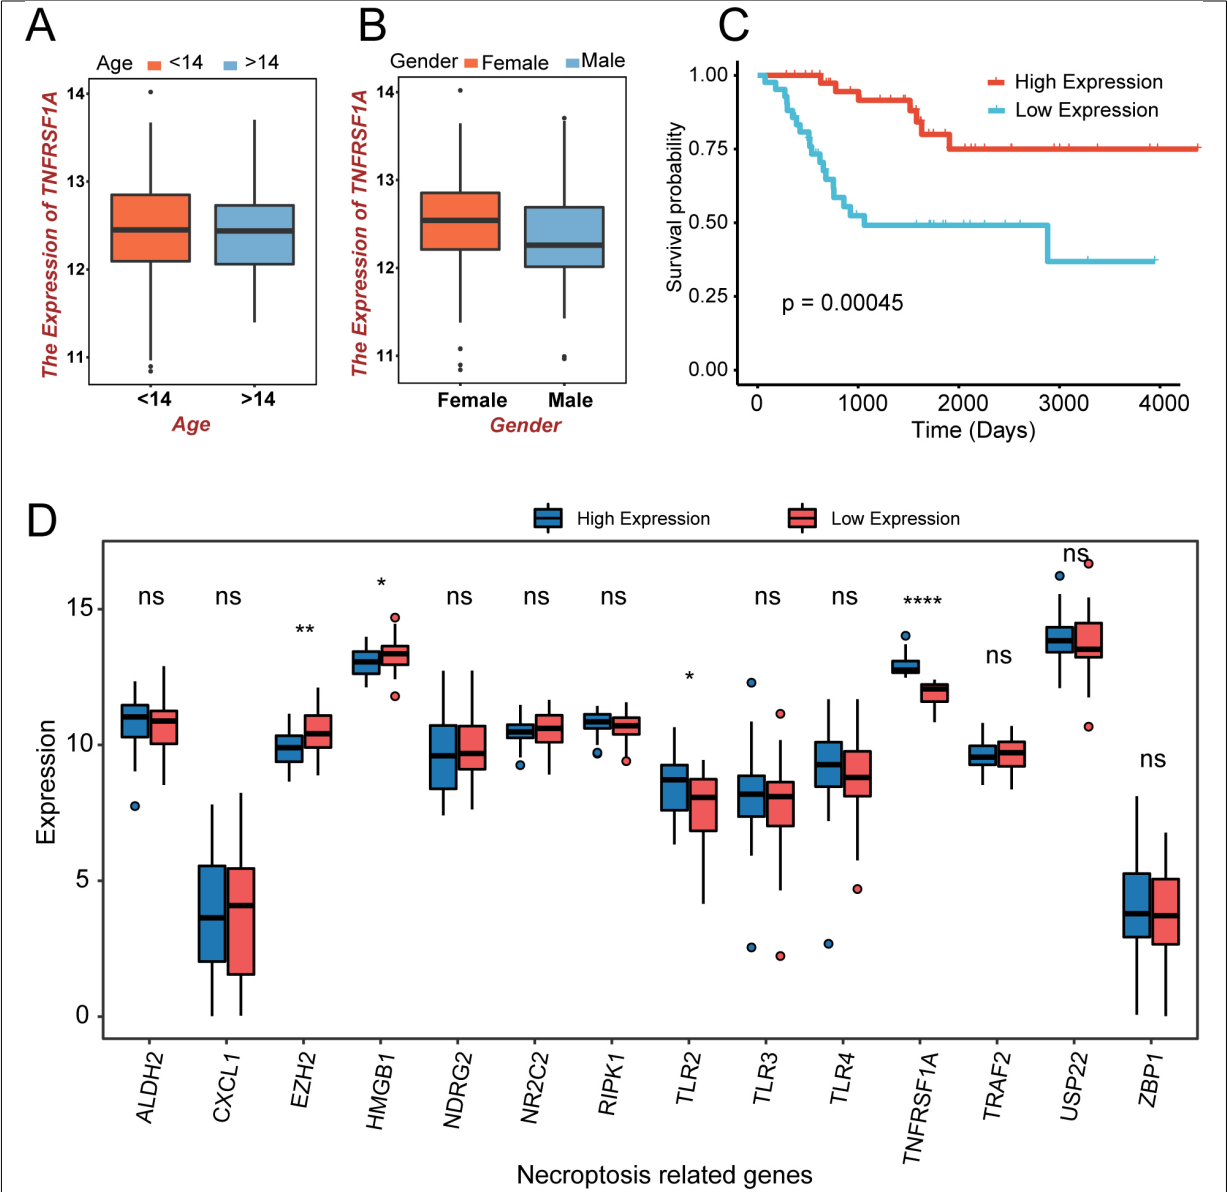 A
Age <14 >14
The Expression of TNFRSF1A
14
13
12
11
<14 >14
Age
B
Gender Female Male
The Expression of TNFRSF1A
14
13
12
11
Female Male
Gender
C
Survival probability
1.00
0.75
0.50
0.25
0.00
High Expression
Low Expression
p = 0.00045
0 1000 2000 3000 4000
Time (Days)
D
High Expression Low Expression
Expression
15
10
5
0
ns ns ** * ns ns ns * ns ns **** ns ns ns
ALDH2 CXCL1 EZH2 HMGB1 NDRG2 NR2C2 RIPK1 TLR2 TLR3 TLR4 TNFRSF1A TRAF2 USP22 ZBP1
Necroptosis related genes